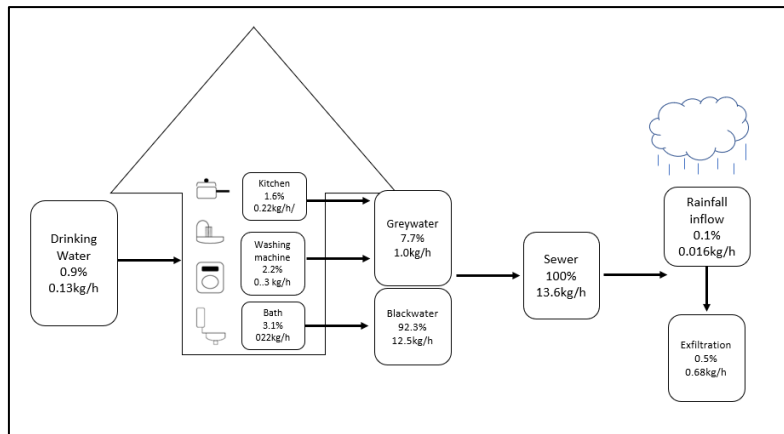 Drinking
Water
0.9%
0.13kg/h
Kitchen
1.6%
0.22kg/h/
Washing
machine
2.2%
0..3 kg/h
Bath
3.1%
022kg/h
Greywater
7.7%
1.0kg/h
Blackwater
92.3%
12.5kg/h
Sewer
100%
13.6kg/h
Rainfall
inflow
0.1%
0.016kg/h
Exfiltration
0.5%
0.68kg/h